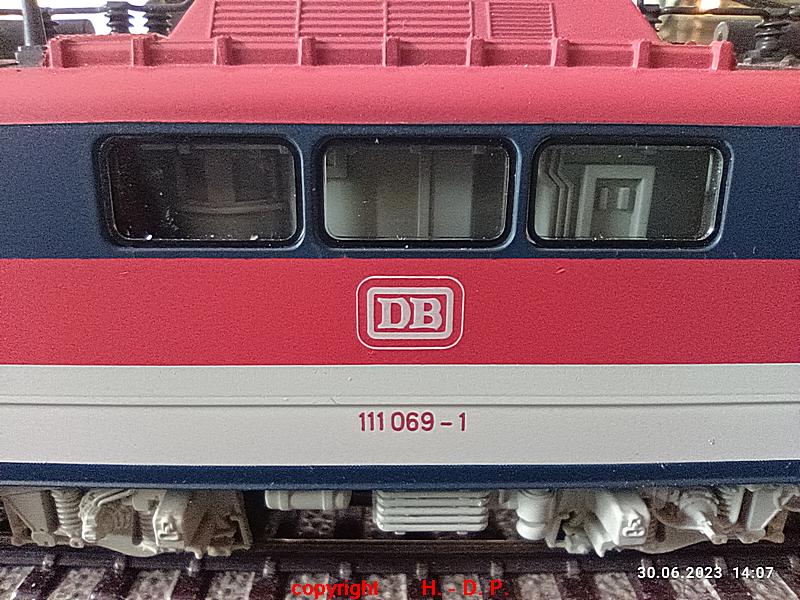 DB
111 069 - 1
30.06.2023 14:07
copyright H. - D. P.